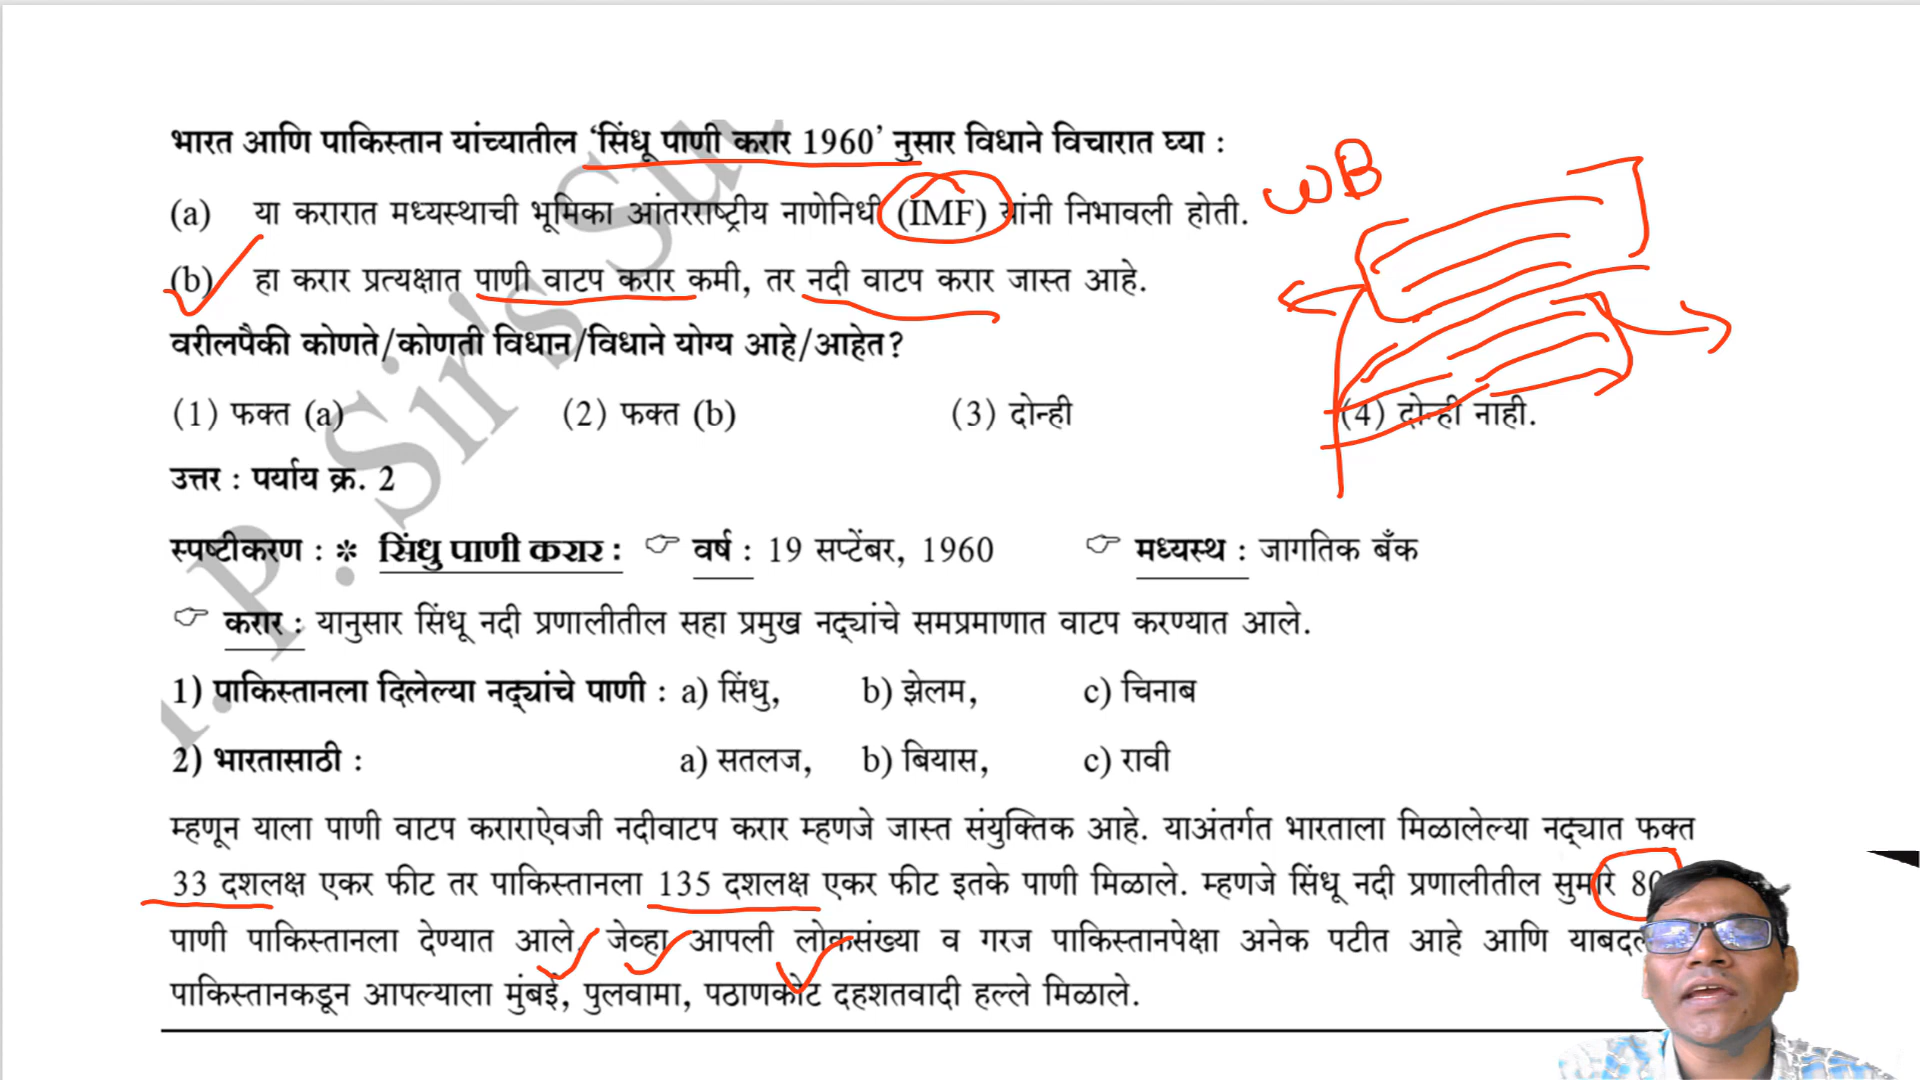 भारत आणि पाकिस्तान यांच्यातील ‘सिंधू पाणी करार 1960’ नुसार विधाने विचारात घ्या :
(a) या करारात मध्यस्थाची भूमिका आंतरराष्ट्रीय नाणेनिधी (IMF) यांनी निभावली होती. WB
(b) हा करार प्रत्यक्षात पाणी वाटप करार कमी, तर नदी वाटप करार जास्त आहे.
वरीलपैकी कोणते/कोणती विधान/विधाने योग्य आहे/आहेत?
(1) फक्त (a) (2) फक्त (b) (3) दोन्ही (4) दोन्ही नाही.
उत्तर : पर्याय क्र. 2
स्पष्टीकरण : * सिंधु पाणी करार : वर्ष : 19 सप्टेंबर, 1960 मध्यस्थ : जागतिक बँक
करार : यानुसार सिंधू नदी प्रणालीतील सहा प्रमुख नद्यांचे समप्रमाणात वाटप करण्यात आले.
1) पाकिस्तानला दिलेल्या नद्यांचे पाणी : a) सिंधु, b) झेलम, c) चिनाब
2) भारतासाठी : a) सतलज, b) बियास, c) रावी
म्हणून याला पाणी वाटप कराराऐवजी नदीवाटप करार म्हणजे जास्त संयुक्तिक आहे. याअंतर्गत भारताला मिळालेल्या नद्यात फक्त
33 दशलक्ष एकर फीट तर पाकिस्तानला 135 दशलक्ष एकर फीट इतके पाणी मिळाले. म्हणजे सिंधू नदी प्रणालीतील सुमारे 80
पाणी पाकिस्तानला देण्यात आले. जेव्हा आपली लोकसंख्या व गरज पाकिस्तानपेक्षा अनेक पटीत आहे आणि
पाकिस्तानकडून आपल्याला मुंबई, पुलवामा, पठाणकोट दहशतवादी हल्ले मिळाले.
P. Sir's